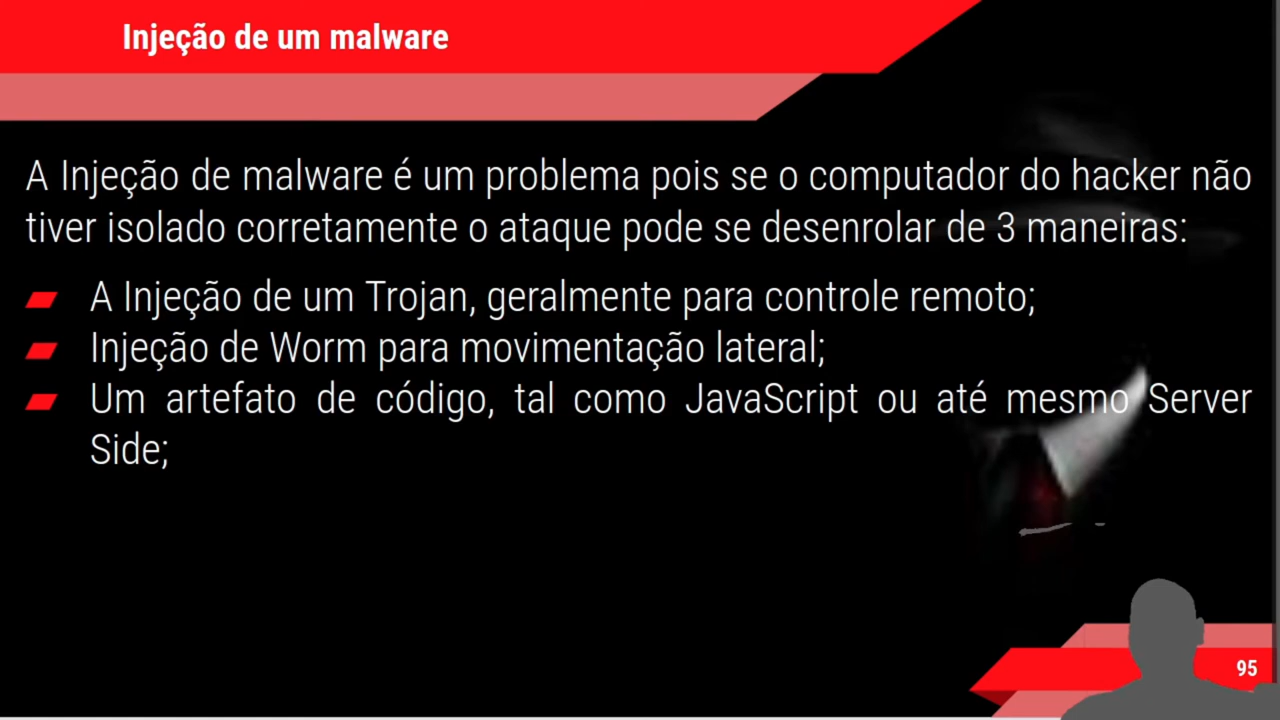 Injeção de um malware
A Injeção de malware é um problema pois se o computador do hacker não
tiver isolado corretamente o ataque pode se desenrolar de 3 maneiras:
A Injeção de um Trojan, geralmente para controle remoto;
Injeção de Worm para movimentação lateral;
Um artefato de código, tal como JavaScript ou até mesmo Server
Side;
95